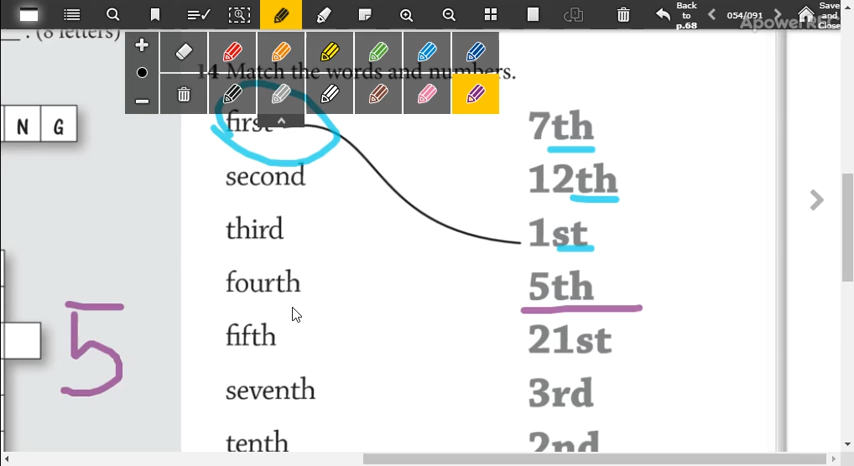 Back to p.68
054/091
Save and Close
ApowerREC
. (8 letters)
14 Match the words and numbers.
N G
first 7th
second 12th
third 1st
fourth 5th
5
fifth 21st
seventh 3rd
tenth 2nd